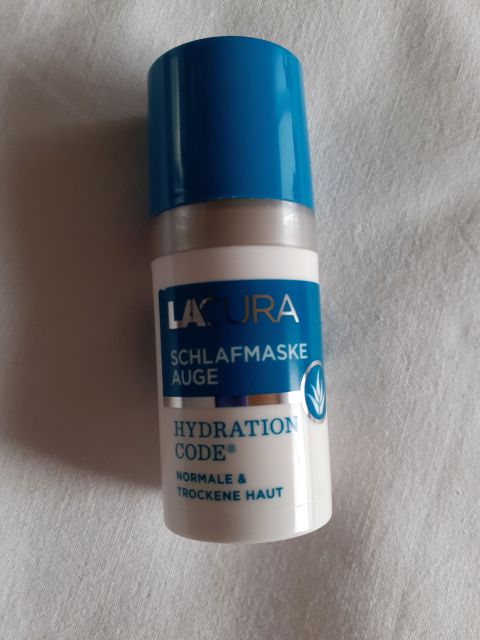 LACURA
SCHLAFMASKE
AUGE
HYDRATION
CODE®
NORMALE &
TROCKENE HAUT